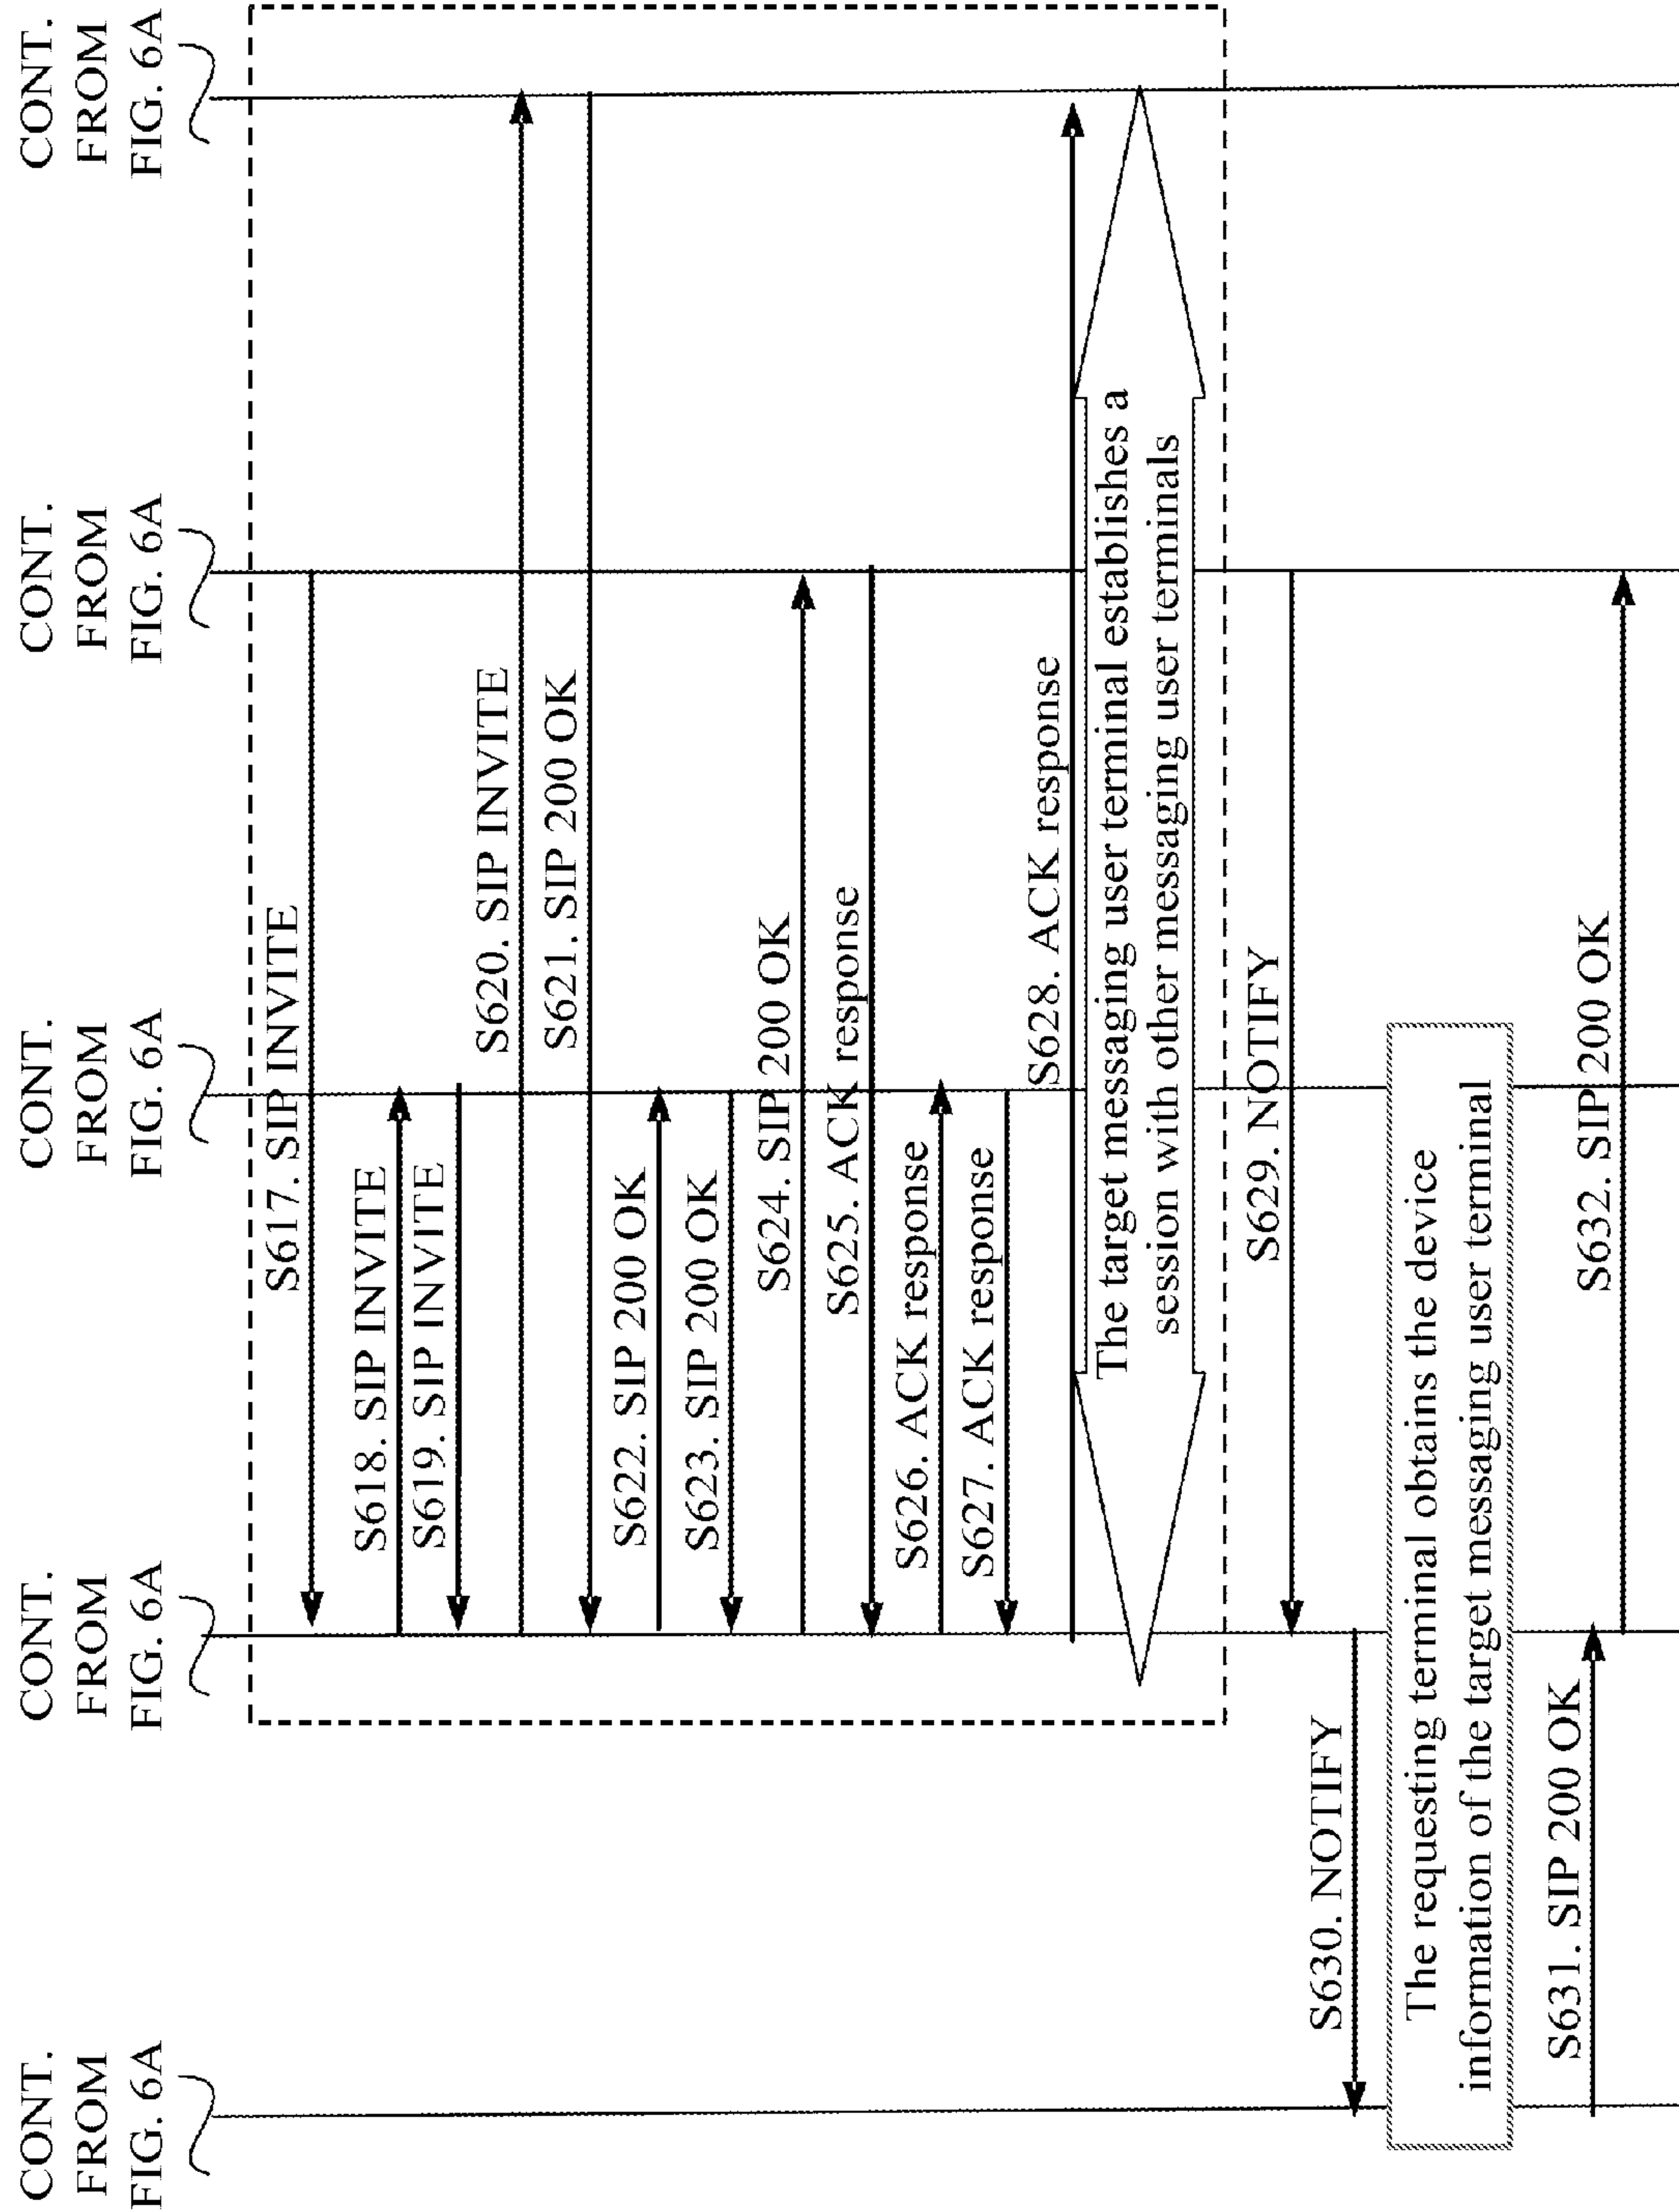 CONT.
FROM
FIG. 6A
CONT.
FROM
FIG. 6A
CONT.
FROM
FIG. 6A
CONT.
FROM
FIG. 6A
CONT.
FROM
FIG. 6A
S617. SIP INVITE
S618. SIP INVITE
S619. SIP INVITE
S620. SIP INVITE
S621. SIP 200 OK
S622. SIP 200 OK
S623. SIP 200 OK
S624. SIP 200 OK
S625. ACK response
S626. ACK response
S627. ACK response
S628. ACK response
The target messaging user terminal establishes a
session with other messaging user terminals
S629. NOTIFY
S630. NOTIFY
The requesting terminal obtains the device
information of the target messaging user terminal
S631. SIP 200 OK
S632. SIP 200 OK